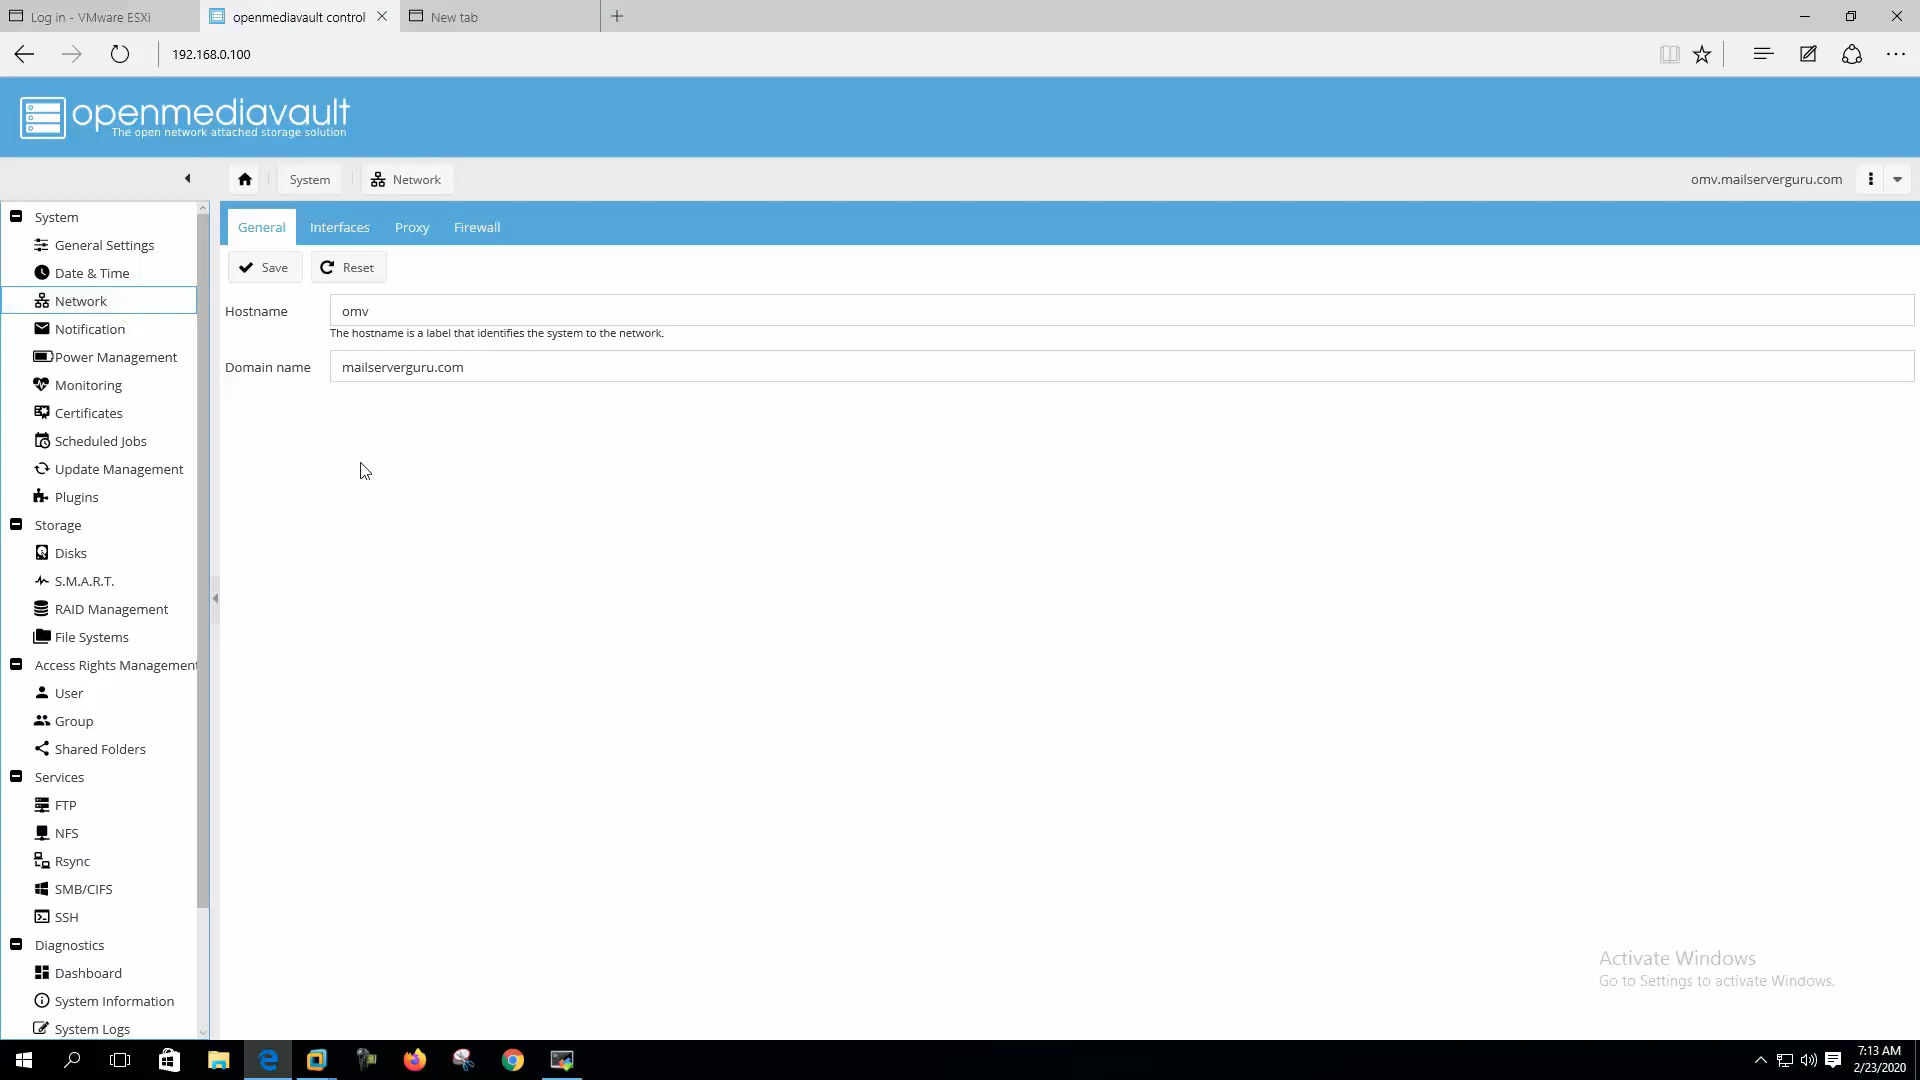 Log in - VMware ESXi
openmediavault control
New tab
192.168.0.100
openmediavault
The open network attached storage solution
System
Network
omv.mailserverguru.com
System
General Settings
Date & Time
Network
Notification
Power Management
Monitoring
Certificates
Scheduled Jobs
Update Management
Plugins
Storage
Disks
S.M.A.R.T.
RAID Management
File Systems
Access Rights Management
User
Group
Shared Folders
Services
FTP
NFS
Rsync
SMB/CIFS
SSH
Diagnostics
Dashboard
System Information
System Logs
General
Interfaces
Proxy
Firewall
Save
Reset
Hostname
omv
The hostname is a label that identifies the system to the network.
Domain name
mailserverguru.com
Activate Windows
Go to Settings to activate Windows.
7:13 AM
2/23/2020